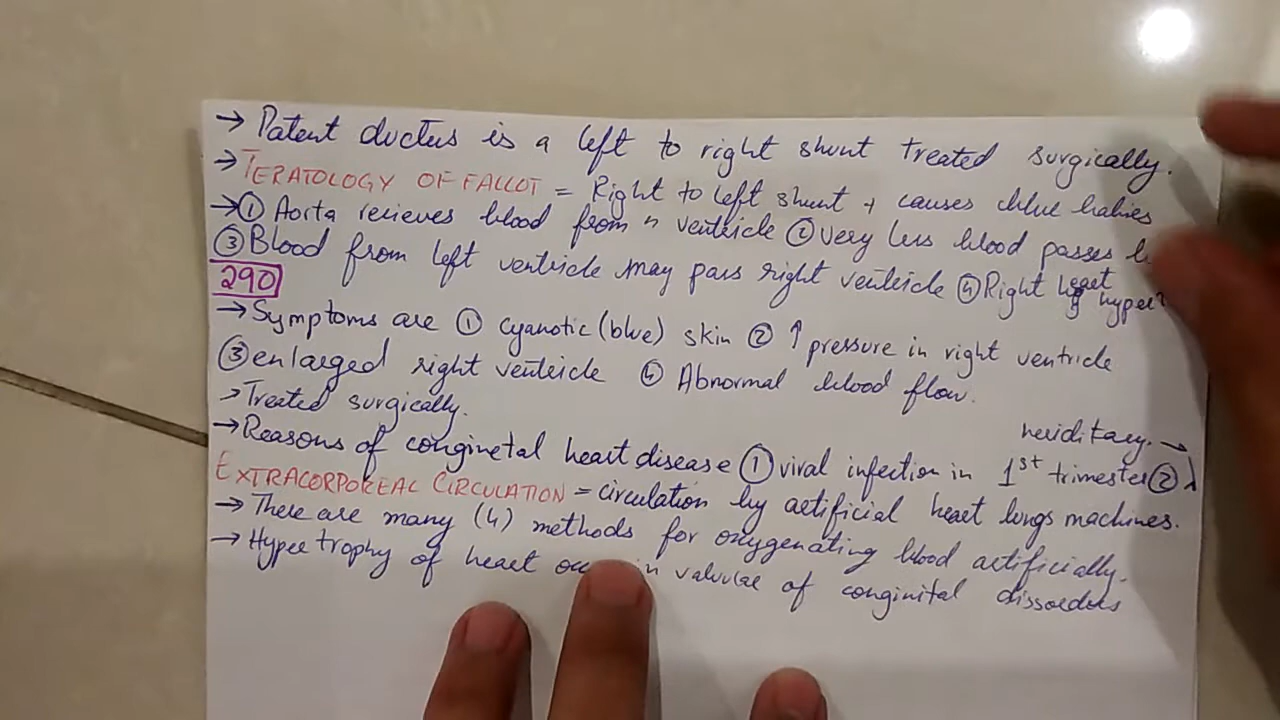 → Patent ductus is a left to right shunt treated surgically.
→ TERATOLOGY OF FALLOT = Right to left shunt + causes blue babies
→ ① Aorta recieves blood from " ventricle ② very less blood passes
③ Blood from left ventricle may pass right ventricle ④ Right heart
290
→ Symptoms are ① cyanotic (blue) skin ② ↑ pressure in right ventricle
③ enlarged right ventricle ④ Abnormal blood flow.
→ Treated surgically.
hereditary. →
→ Reasons of conginetal heart disease ① viral infection in 1st trimester ②
EXTRACORPOREAL CIRCULATION = circulation by artificial heart lungs machines.
→ There are many (4) methods for oxygenating blood artificially.
→ Hypertrophy of heart in valvular of conginital dissorders